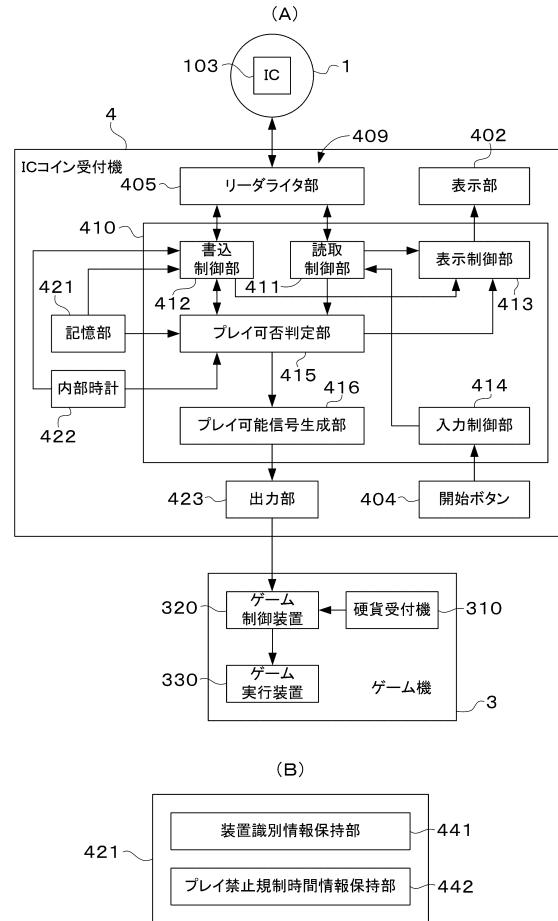 (A)
103
IC
1
4
ICコイン受付機
409
402
405
リーダライタ部
表示部
410
書込
制御部
読取
制御部
表示制御部
412
411
413
421
記憶部
プレイ可否判定部
415
内部時計
422
416
414
プレイ可能信号生成部
入力制御部
423
出力部
404
開始ボタン
320
ゲーム
制御装置
硬貨受付機
310
330
ゲーム
実行装置
ゲーム機
3
(B)
421
装置識別情報保持部
441
プレイ禁止規制時間情報保持部
442